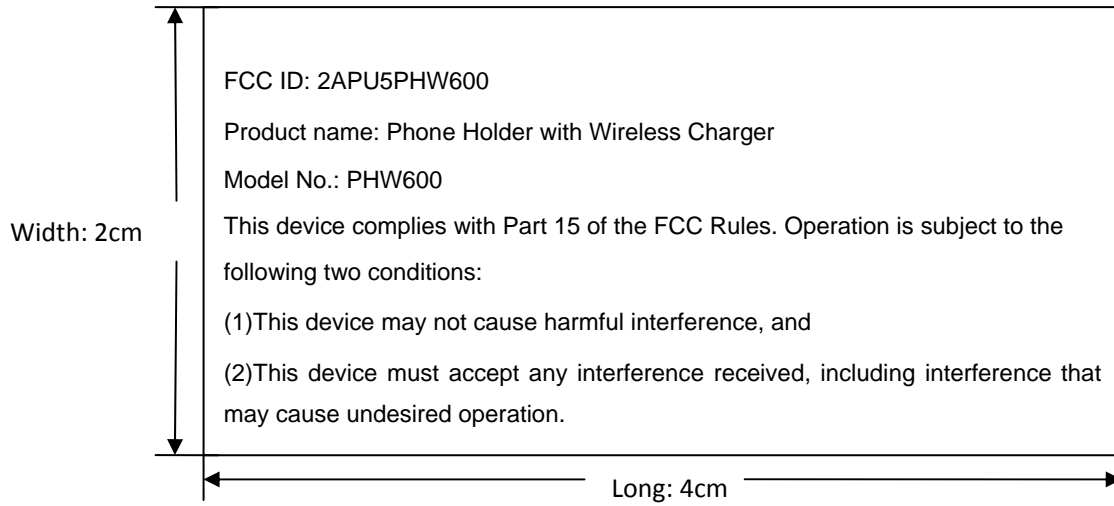 FCC ID: 2APU5PHW600
Product name: Phone Holder with Wireless Charger
Model No.: PHW600
Width: 2cm
This device complies with Part 15 of the FCC Rules. Operation is subject to the
following two conditions:
(1)This device may not cause harmful interference, and
(2)This device must accept any interference received, including interference that
may cause undesired operation.
Long: 4cm